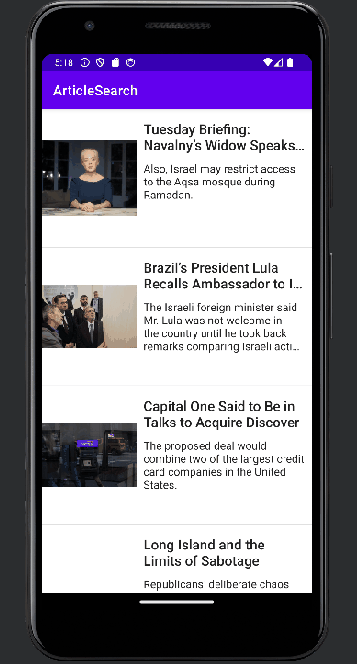 5:18
ArticleSearch
Tuesday Briefing:
Navalny's Widow Speaks...
Also, Israel may restrict access
to the Aqsa mosque during
Ramadan.
Brazil's President Lula
Recalls Ambassador to I...
The Israeli foreign minister said
Mr. Lula was not welcome in
the country until he took back
remarks comparing Israeli acti...
Capital One Said to Be in
Talks to Acquire Discover
The proposed deal would
combine two of the largest credit
card companies in the United
States.
Long Island and the
Limits of Sabotage
Republicans' deliberate chaos